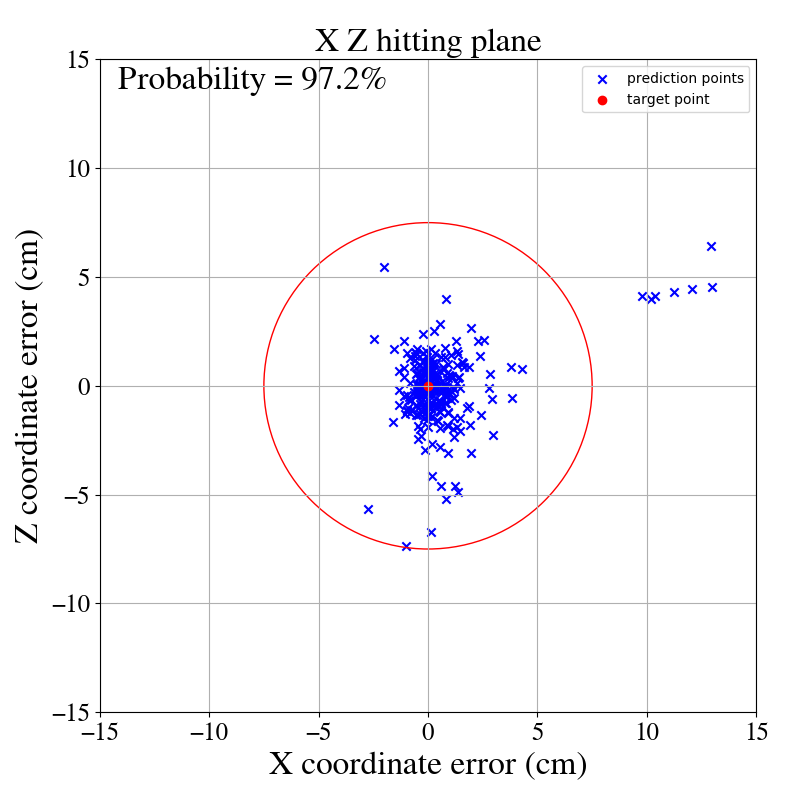 X Z hitting plane
Probability = 97.2%
prediction points
target point
15
10
5
0
−5
−10
−15
Z coordinate error (cm)
−15
−10
−5
0
5
10
15
X coordinate error (cm)